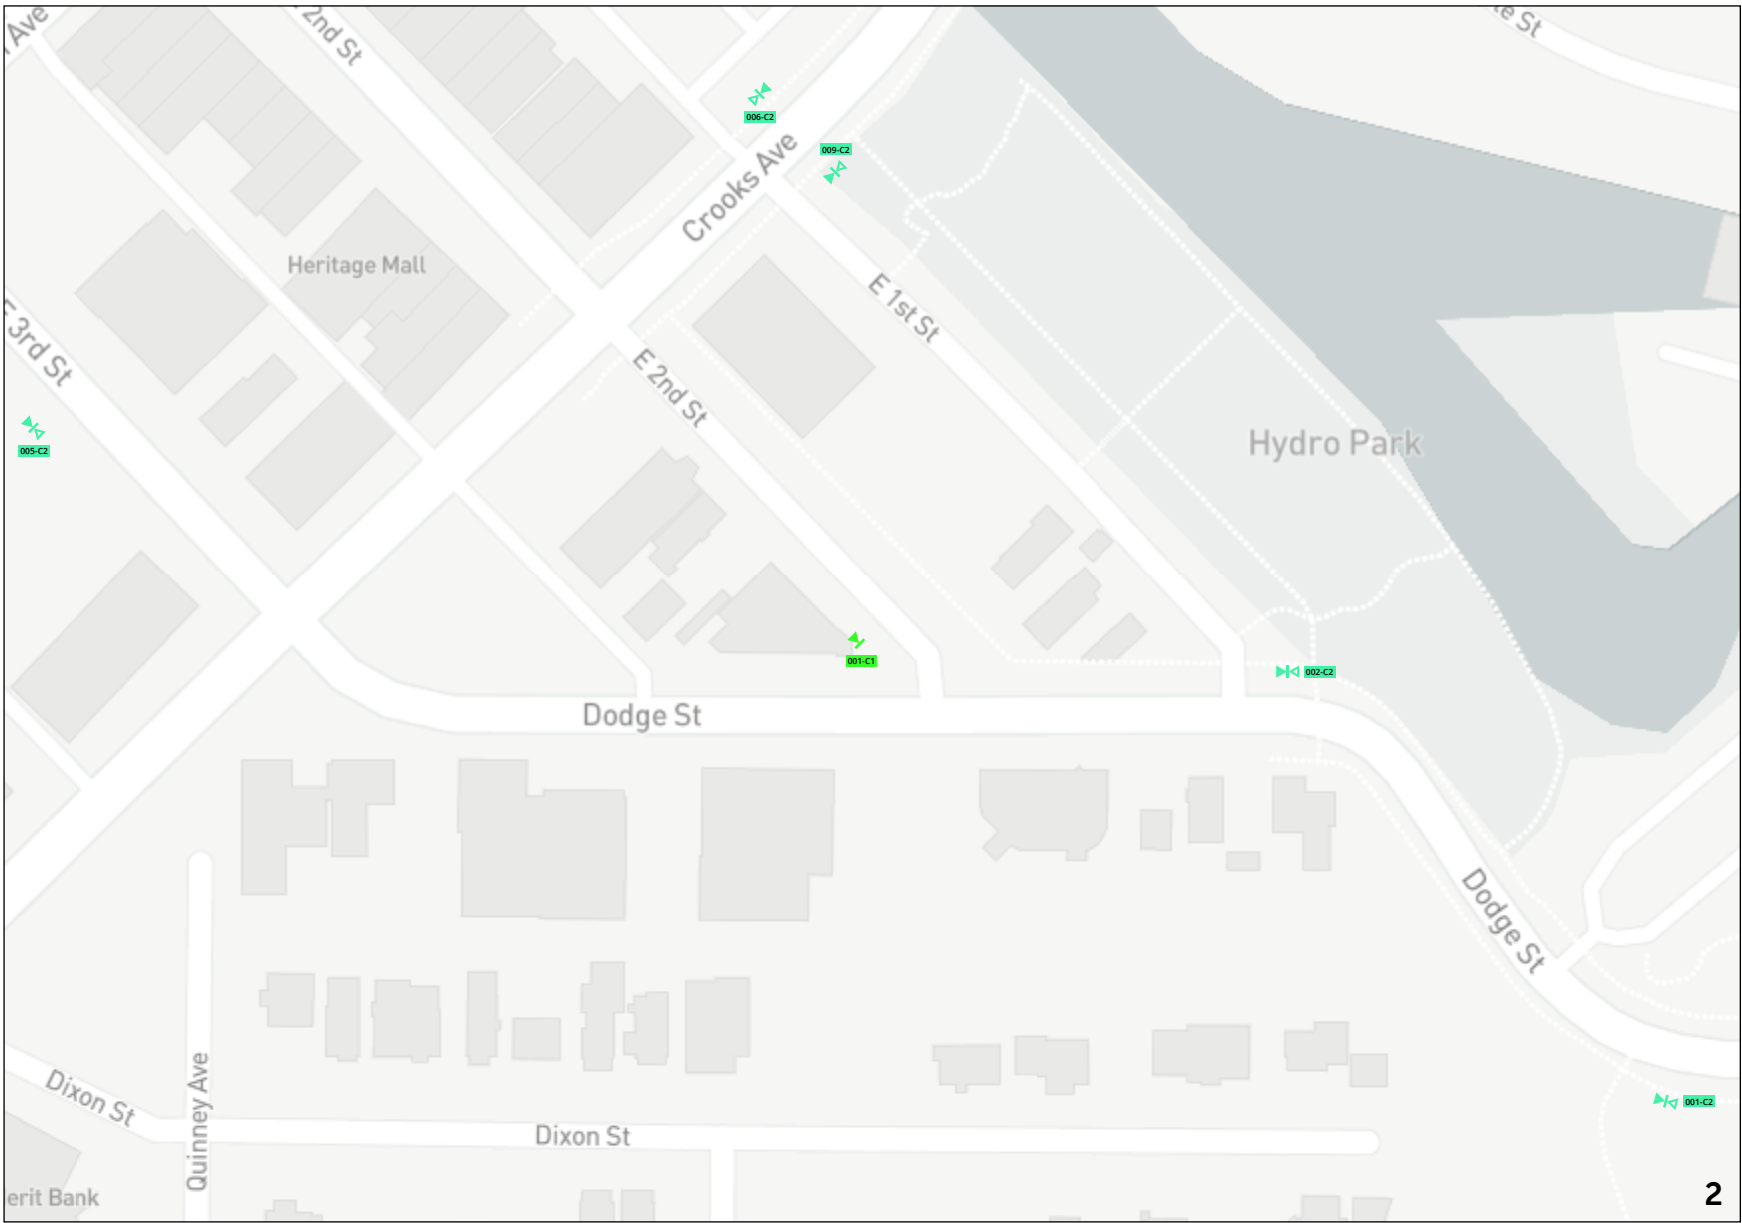 Ave
2nd St
le St
006-C2
Crooks Ave
009-C2
Heritage Mall
E 1st St
E 3rd St
E 2nd St
005-C2
Hydro Park
001-C1
002-C2
Dodge St
Dodge St
Dixon St
Quinney Ave
Dixon St
001-C2
erit Bank
2